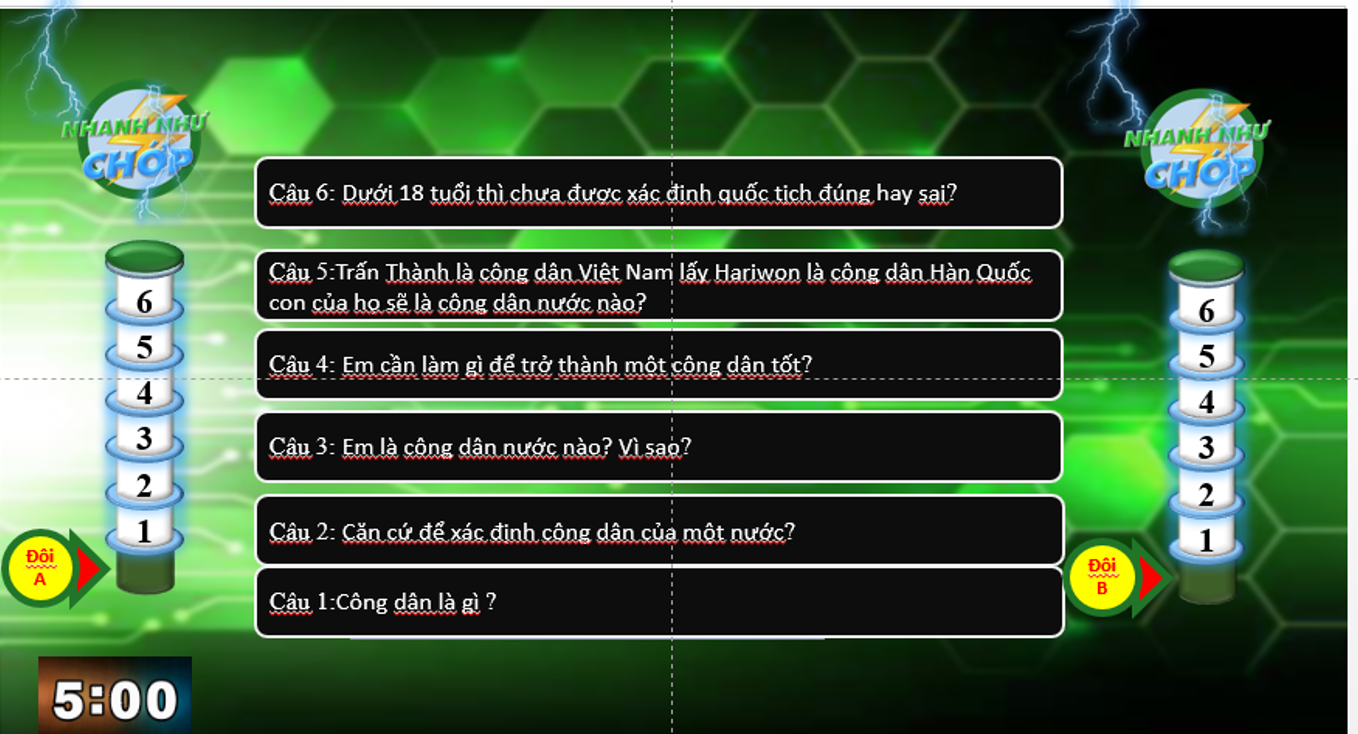 NHANH NHƯ
CHỚP
NHANH NHƯ
CHỚP
Câu 6: Dưới 18 tuổi thì chưa được xác định quốc tịch đúng hay sai?
Câu 5:Trấn Thành là công dân Việt Nam lấy Hariwon là công dân Hàn Quốc
con của họ sẽ là công dân nước nào?
Câu 4: Em cần làm gì để trở thành một công dân tốt?
Câu 3: Em là công dân nước nào? Vì sao?
Câu 2: Căn cứ để xác định công dân của một nước?
Câu 1:Công dân là gì ?
6
5
4
3
2
1
Đôi
A
6
5
4
3
2
1
Đôi
B
5:00